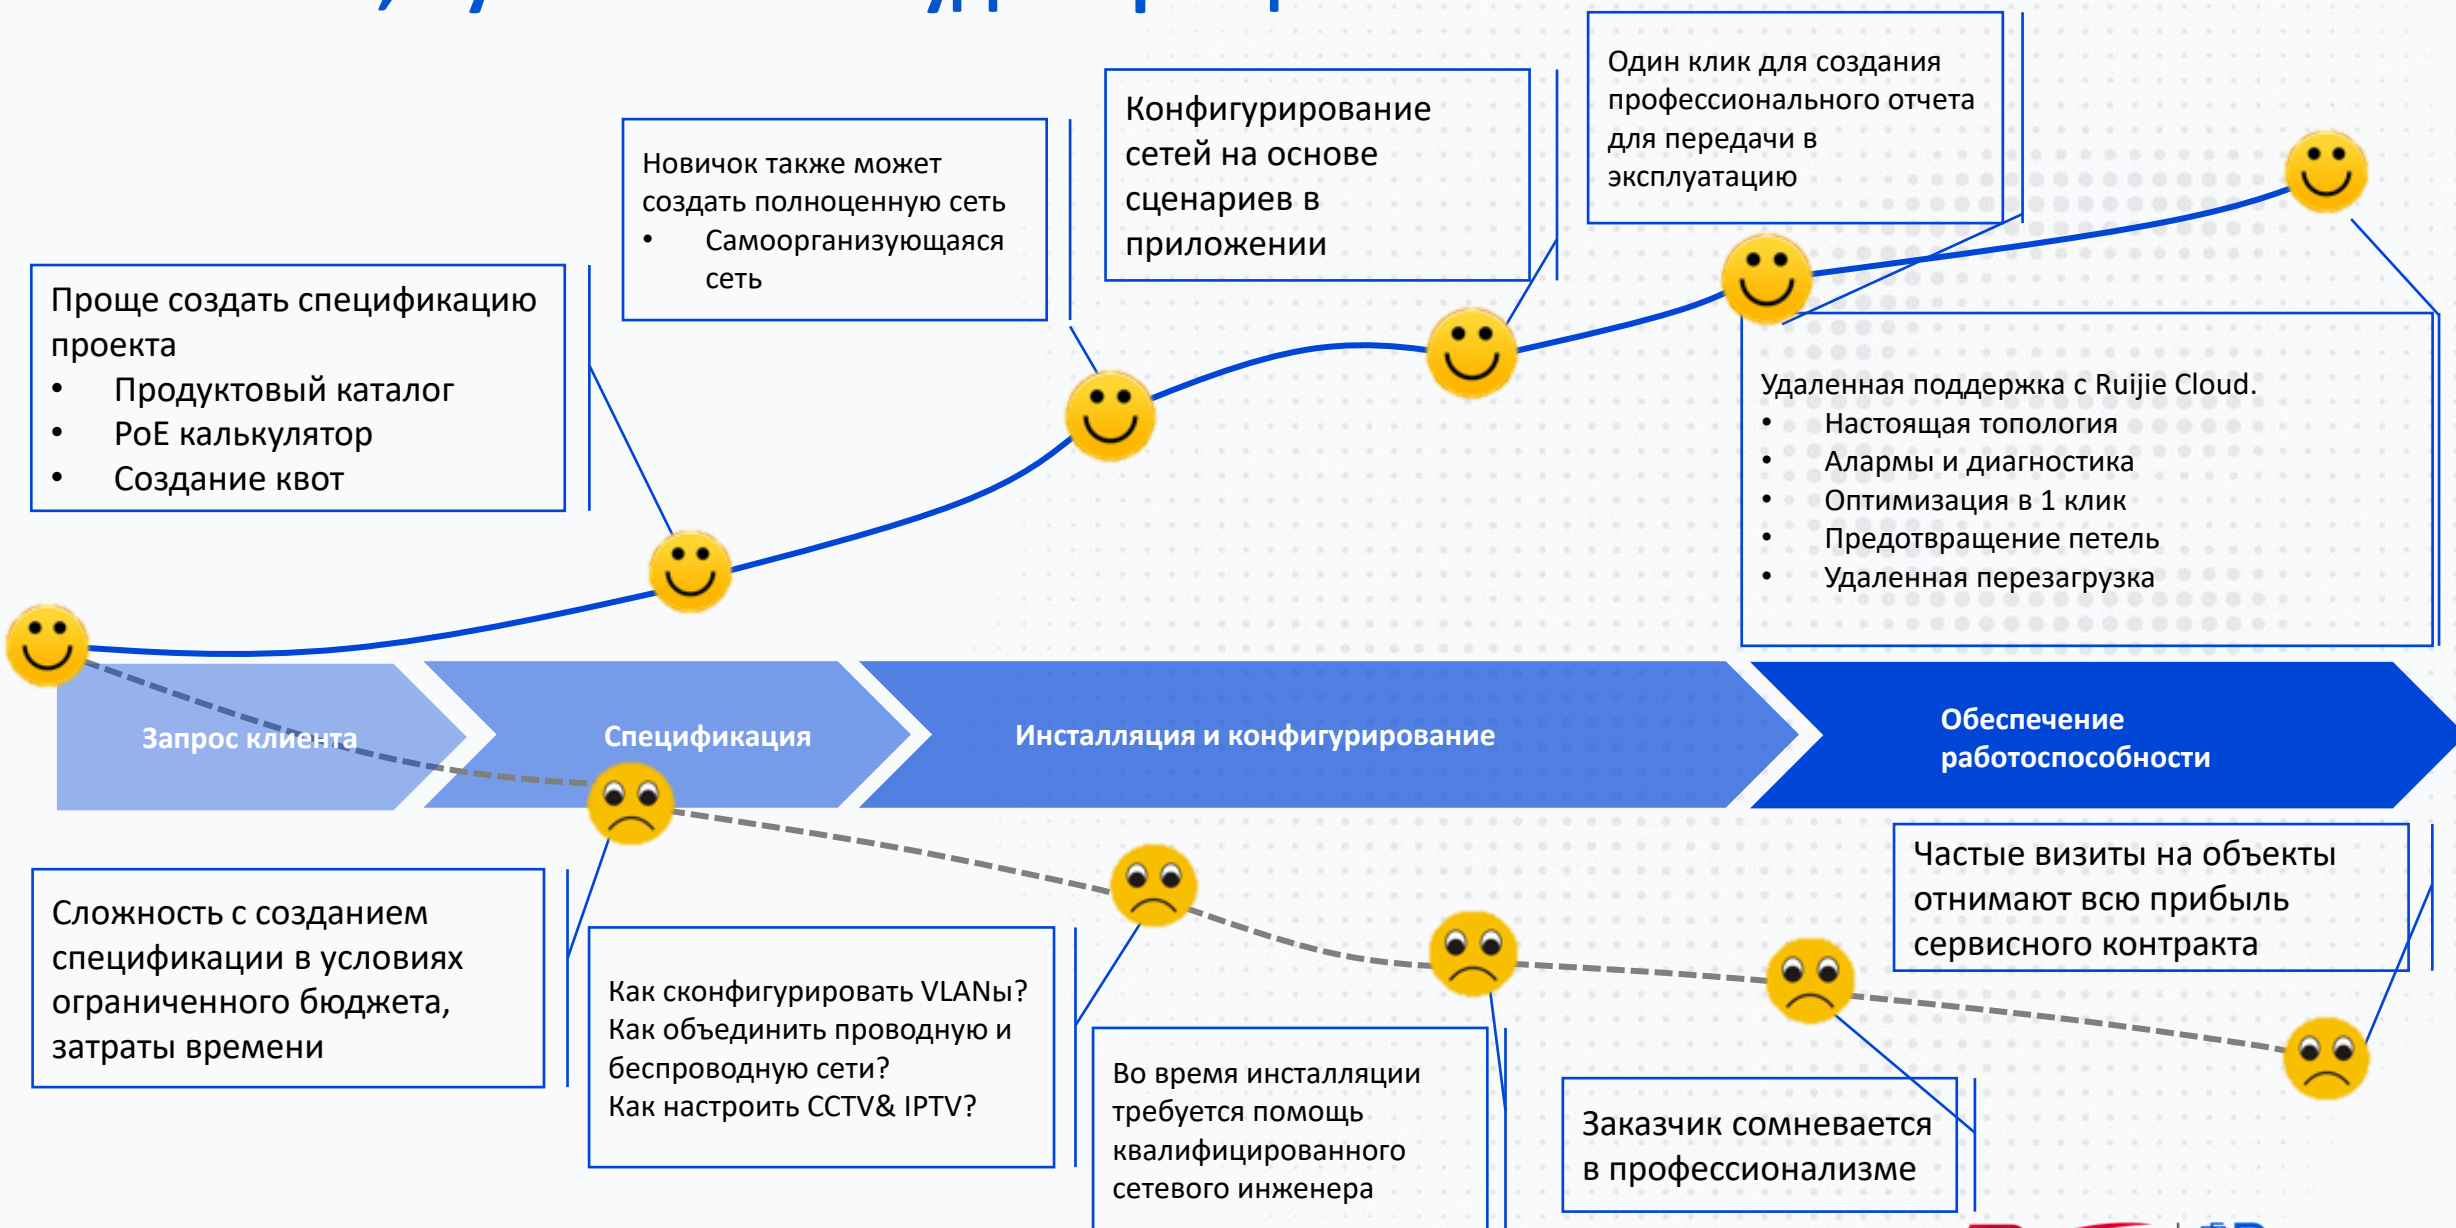 Один клик для создания
профессионального отчета
для передачи в
эксплуатацию
Конфигурирование
сетей на основе
сценариев в
приложении
Новичок также может
создать полноценную сеть
• Самоорганизующаяся
сеть
Проще создать спецификацию
проекта
• Продуктовый каталог
• PoE калькулятор
• Создание квот
Удаленная поддержка с Ruijie Cloud.
• Настоящая топология
• Алармы и диагностика
• Оптимизация в 1 клик
• Предотвращение петель
• Удаленная перезагрузка
Запрос клиента
Спецификация
Инсталляция и конфигурирование
Обеспечение
работоспособности
Сложность с созданием
спецификации в условиях
ограниченного бюджета,
затраты времени
Как сконфигурировать VLANы?
Как объединить проводную и
беспроводную сети?
Как настроить CCTV& IPTV?
Во время инсталляции
требуется помощь
квалифицированного
сетевого инженера
Заказчик сомневается
в профессионализме
Частые визиты на объекты
отнимают всю прибыль
сервисного контракта